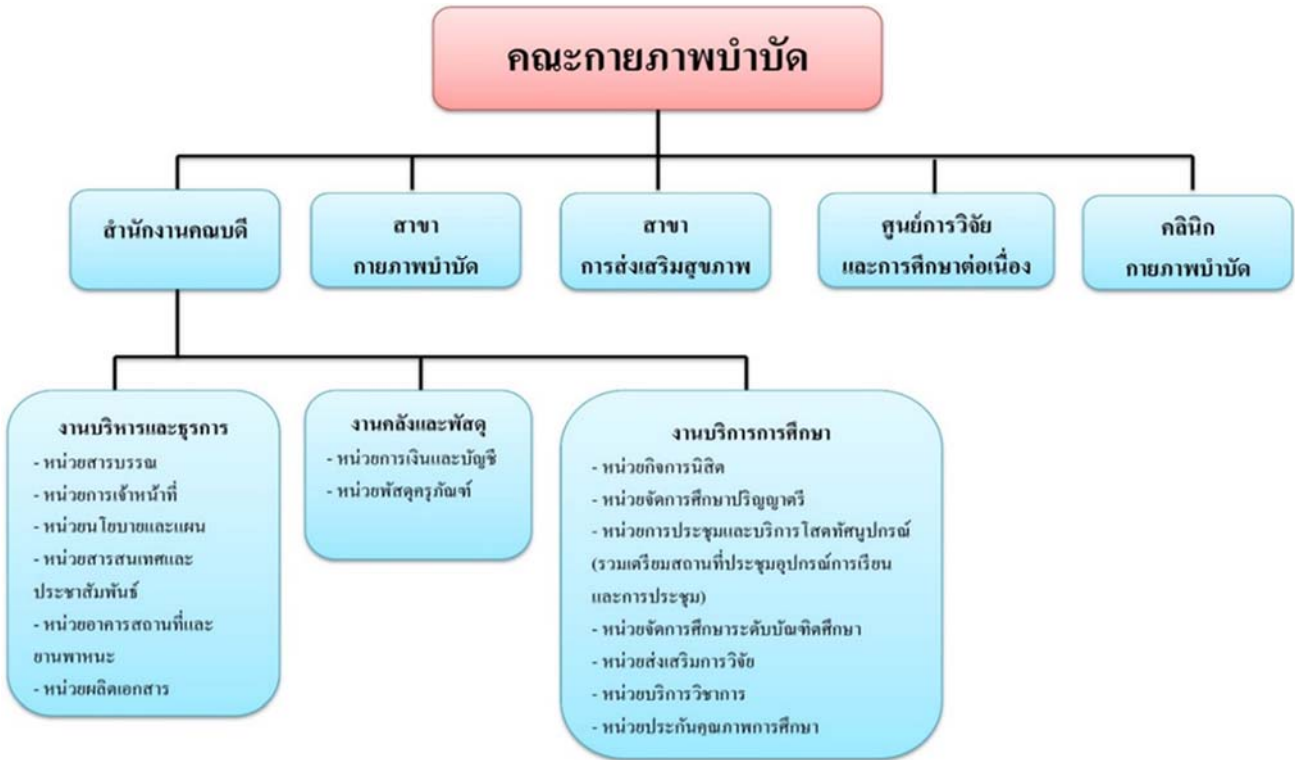 คณะกายภาพบำบัด
สำนักงานคณบดี
สาขา
กายภาพบำบัด
สาขา
การส่งเสริมสุขภาพ
ศูนย์การวิจัย
และการศึกษาต่อเนื่อง
คลินิก
กายภาพบำบัด
งานบริหารและธุรการ
- หน่วยสารบรรณ
- หน่วยการเจ้าหน้าที่
- หน่วยนโยบายและแผน
- หน่วยสารสนเทศและ
ประชาสัมพันธ์
- หน่วยอาคารสถานที่และ
ยานพาหนะ
- หน่วยผลิตเอกสาร
งานคลังและพัสดุ
- หน่วยการเงินและบัญชี
- หน่วยพัสดุครุภัณฑ์
งานบริการการศึกษา
- หน่วยกิจการนิสิต
- หน่วยจัดการศึกษาปริญญาตรี
- หน่วยการประชุมและบริการโสตทัศนูปกรณ์
(รวมเตรียมสถานที่ประชุมอุปกรณ์การเรียน
และการประชุม)
- หน่วยจัดการศึกษาระดับบัณฑิตศึกษา
- หน่วยส่งเสริมการวิจัย
- หน่วยบริการวิชาการ
- หน่วยประกันคุณภาพการศึกษา